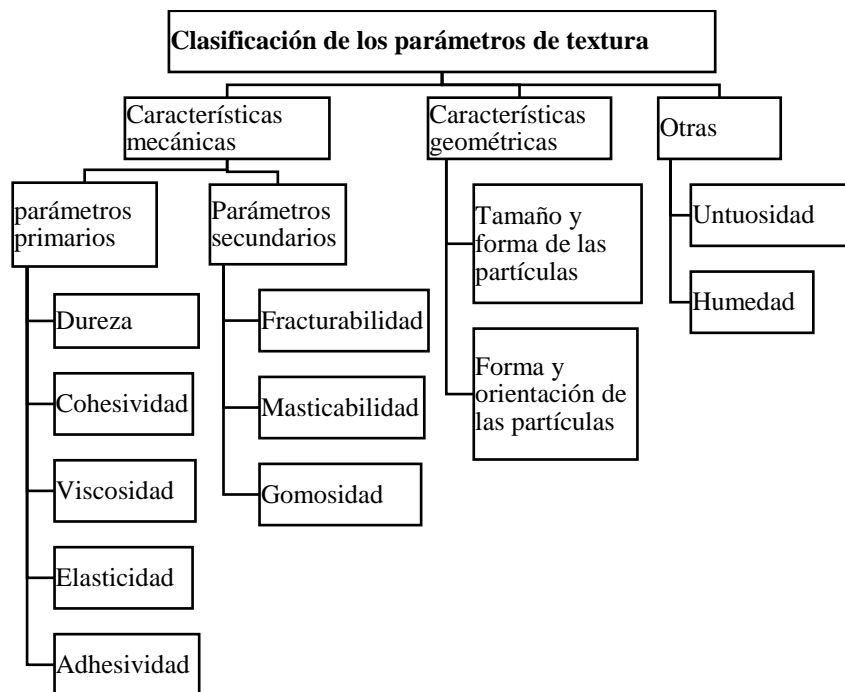 Clasificación de los parámetros de textura
Características
mecánicas
Características
geométricas
Otras
parámetros
primarios
Parámetros
secundarios
Tamaño y
forma de las
partículas
Untuosidad
Dureza
Fracturabilidad
Humedad
Cohesividad
Masticabilidad
Forma y
orientación de
las partículas
Viscosidad
Gomosidad
Elasticidad
Adhesividad